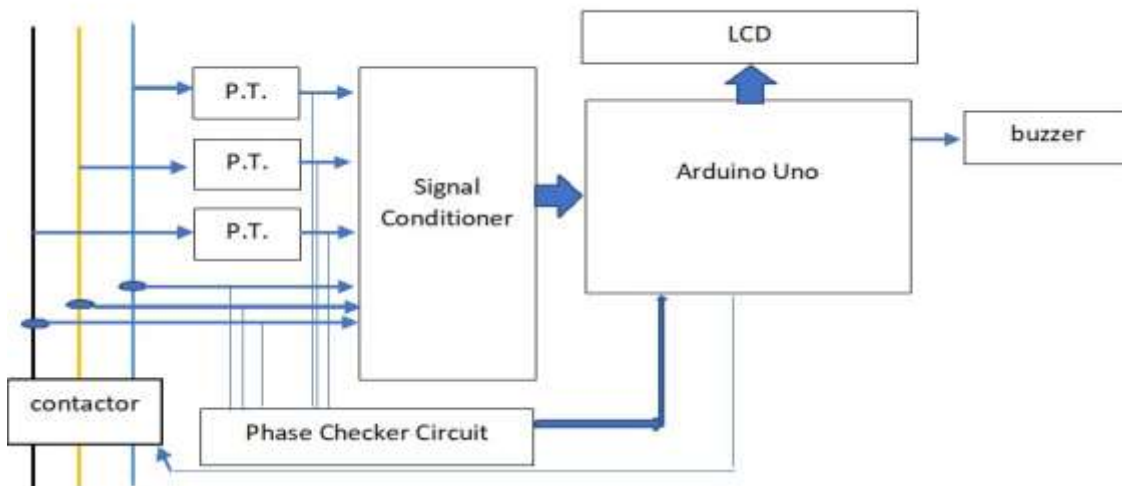 LCD
P.T.
buzzer
P.T.
Arduino Uno
Signal
Conditioner
P.T.
contactor
Phase Checker Circuit